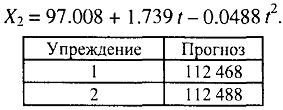 X₂ = 97.008 + 1.739 t – 0.0488 t².
Упреждение Прогноз
1 112 468
2 112 488